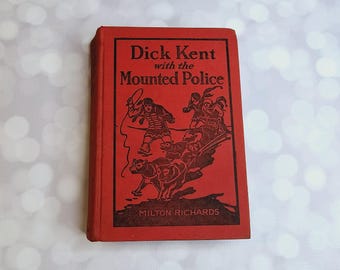 Dick Kent
with the
Mounted Police
MILTON RICHARDS